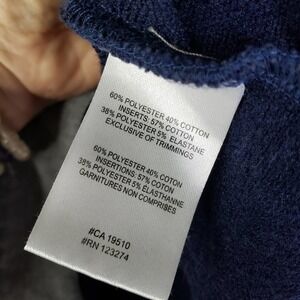 60% POLYESTER 40% COTTON
INSERTS: 57% COTTON
38% POLYESTER 5% ELASTANE
EXCLUSIVE OF TRIMMINGS
60% POLYESTER 40% COTON
INSERTIONS: 57% COTON
38% POLYESTER 5% ELASTHANNE
GARNITURES NON COMPRISES
#CA 19510
#RN 123274